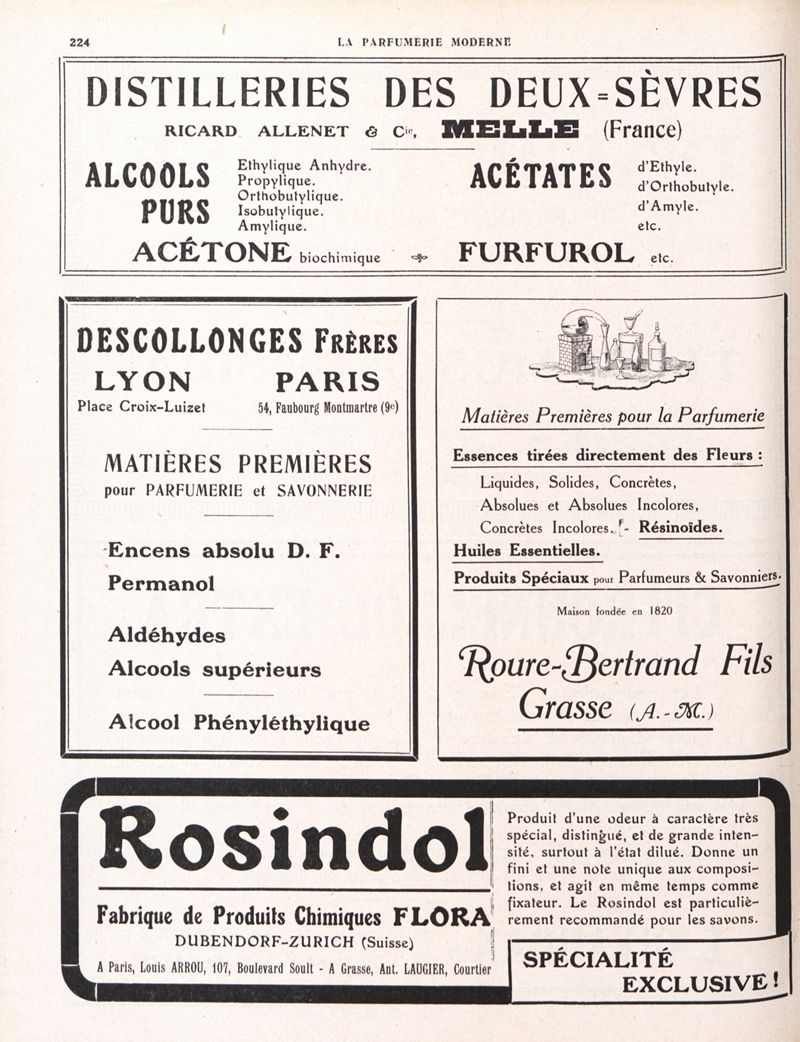 224
LA PARFUMERIE MODERNE
DISTILLERIES DES DEUX=SÈVRES
RICARD ALLENET & Cie, MELLE (France)
ALCOOLS PURS
Ethylique Anhydre.
Propylique.
Orthobutylique.
Isobutylique.
Amylique.
ACÉTATES
d'Ethyle.
d'Orthobutyle.
d'Amyle.
etc.
ACÉTONE biochimique FURFUROL etc.
DESCOLLONGES FRÈRES
LYON PARIS
Place Croix-Luizet 54, Faubourg Montmartre (9e)
MATIÈRES PREMIÈRES
pour PARFUMERIE et SAVONNERIE
Encens absolu D. F.
Permanol
Aldéhydes
Alcools supérieurs
Alcool Phényléthylique
Matières Premières pour la Parfumerie
Essences tirées directement des Fleurs :
Liquides, Solides, Concrètes,
Absolues et Absolues Incolores,
Concrètes Incolores. - Résinoïdes.
Huiles Essentielles.
Produits Spéciaux pour Parfumeurs & Savonniers.
Maison fondée en 1820
Roure-Bertrand Fils
Grasse (A.-M.)
Rosindol
Fabrique de Produits Chimiques FLORA
DUBENDORF-ZURICH (Suisse)
A Paris, Louis ARROU, 107, Boulevard Soult - A Grasse, Ant. LAUGIER, Courtier
Produit d'une odeur à caractère très
spécial, distingué, et de grande inten-
sité, surtout à l'état dilué. Donne un
fini et une note unique aux composi-
tions, et agit en même temps comme
fixateur. Le Rosindol est particuliè-
rement recommandé pour les savons.
SPÉCIALITÉ
EXCLUSIVE !